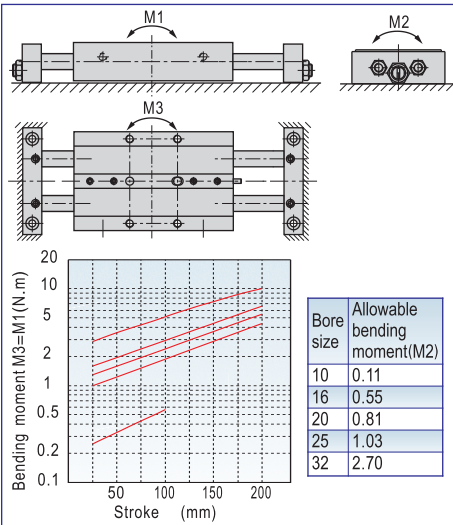 M1
M2
M3
Bending moment M3=M1(N.m)
20
10
5
2
1
0.5
0.2
0.1
50 100 150 200
Stroke (mm)
Bore size Allowable bending moment(M2)
10 0.11
16 0.55
20 0.81
25 1.03
32 2.70